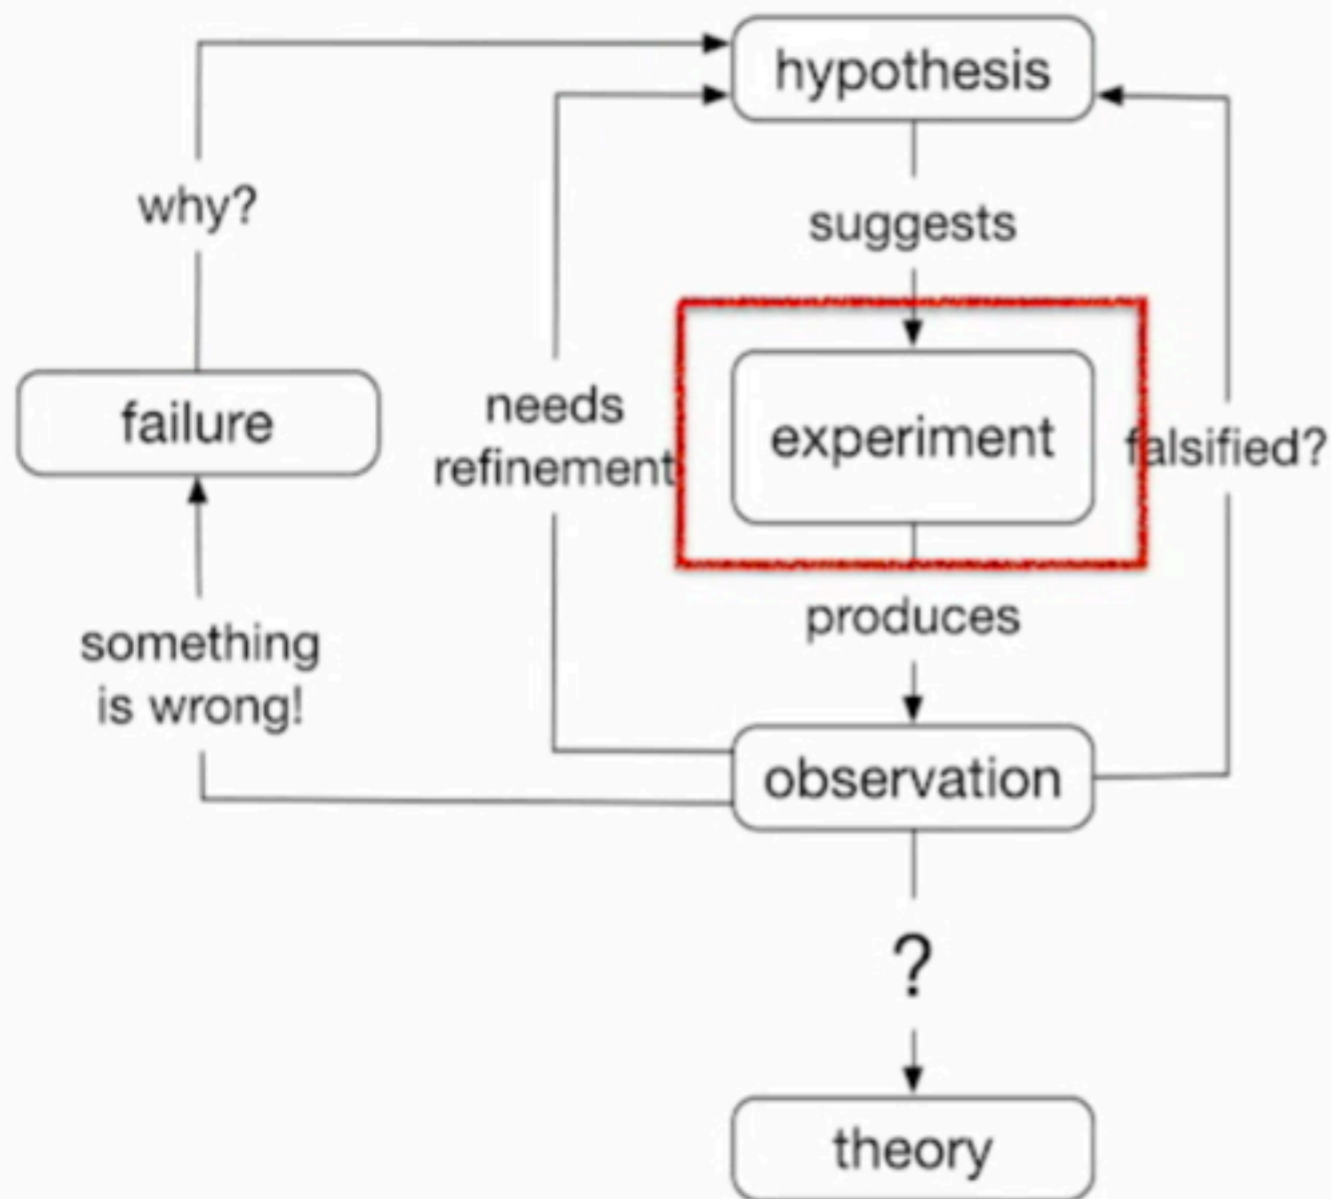 hypothesis
why?
suggests
failure
needs
refinement
experiment
falsified?
something
is wrong!
produces
observation
?
theory